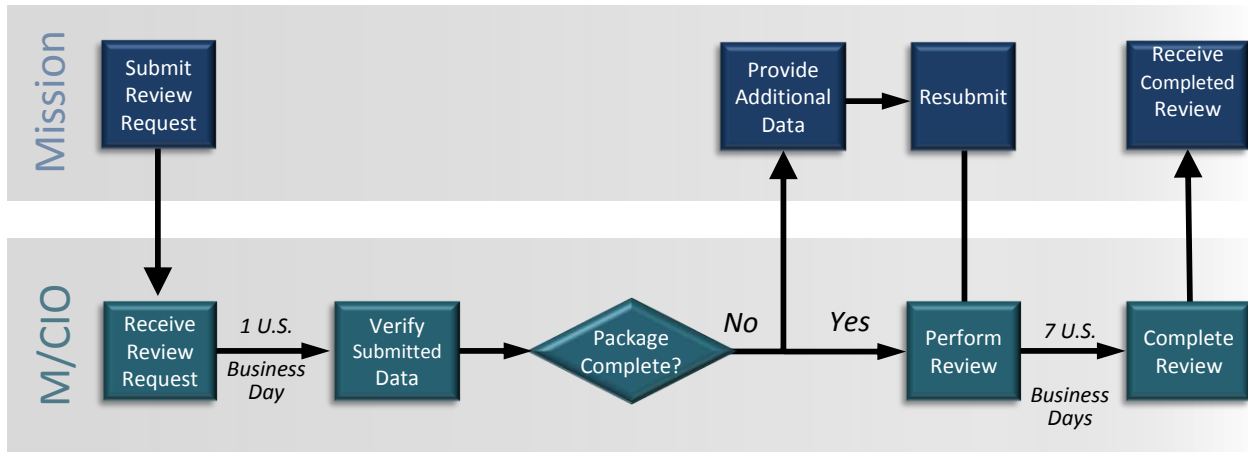 Mission
Submit
Review
Request
Provide
Additional
Data
Resubmit
Receive
Completed
Review
M/CIO
Receive
Review
Request
1 U.S.
Business
Day
Verify
Submitted
Data
Package
Complete?
No
Yes
Perform
Review
7 U.S.
Business
Days
Complete
Review